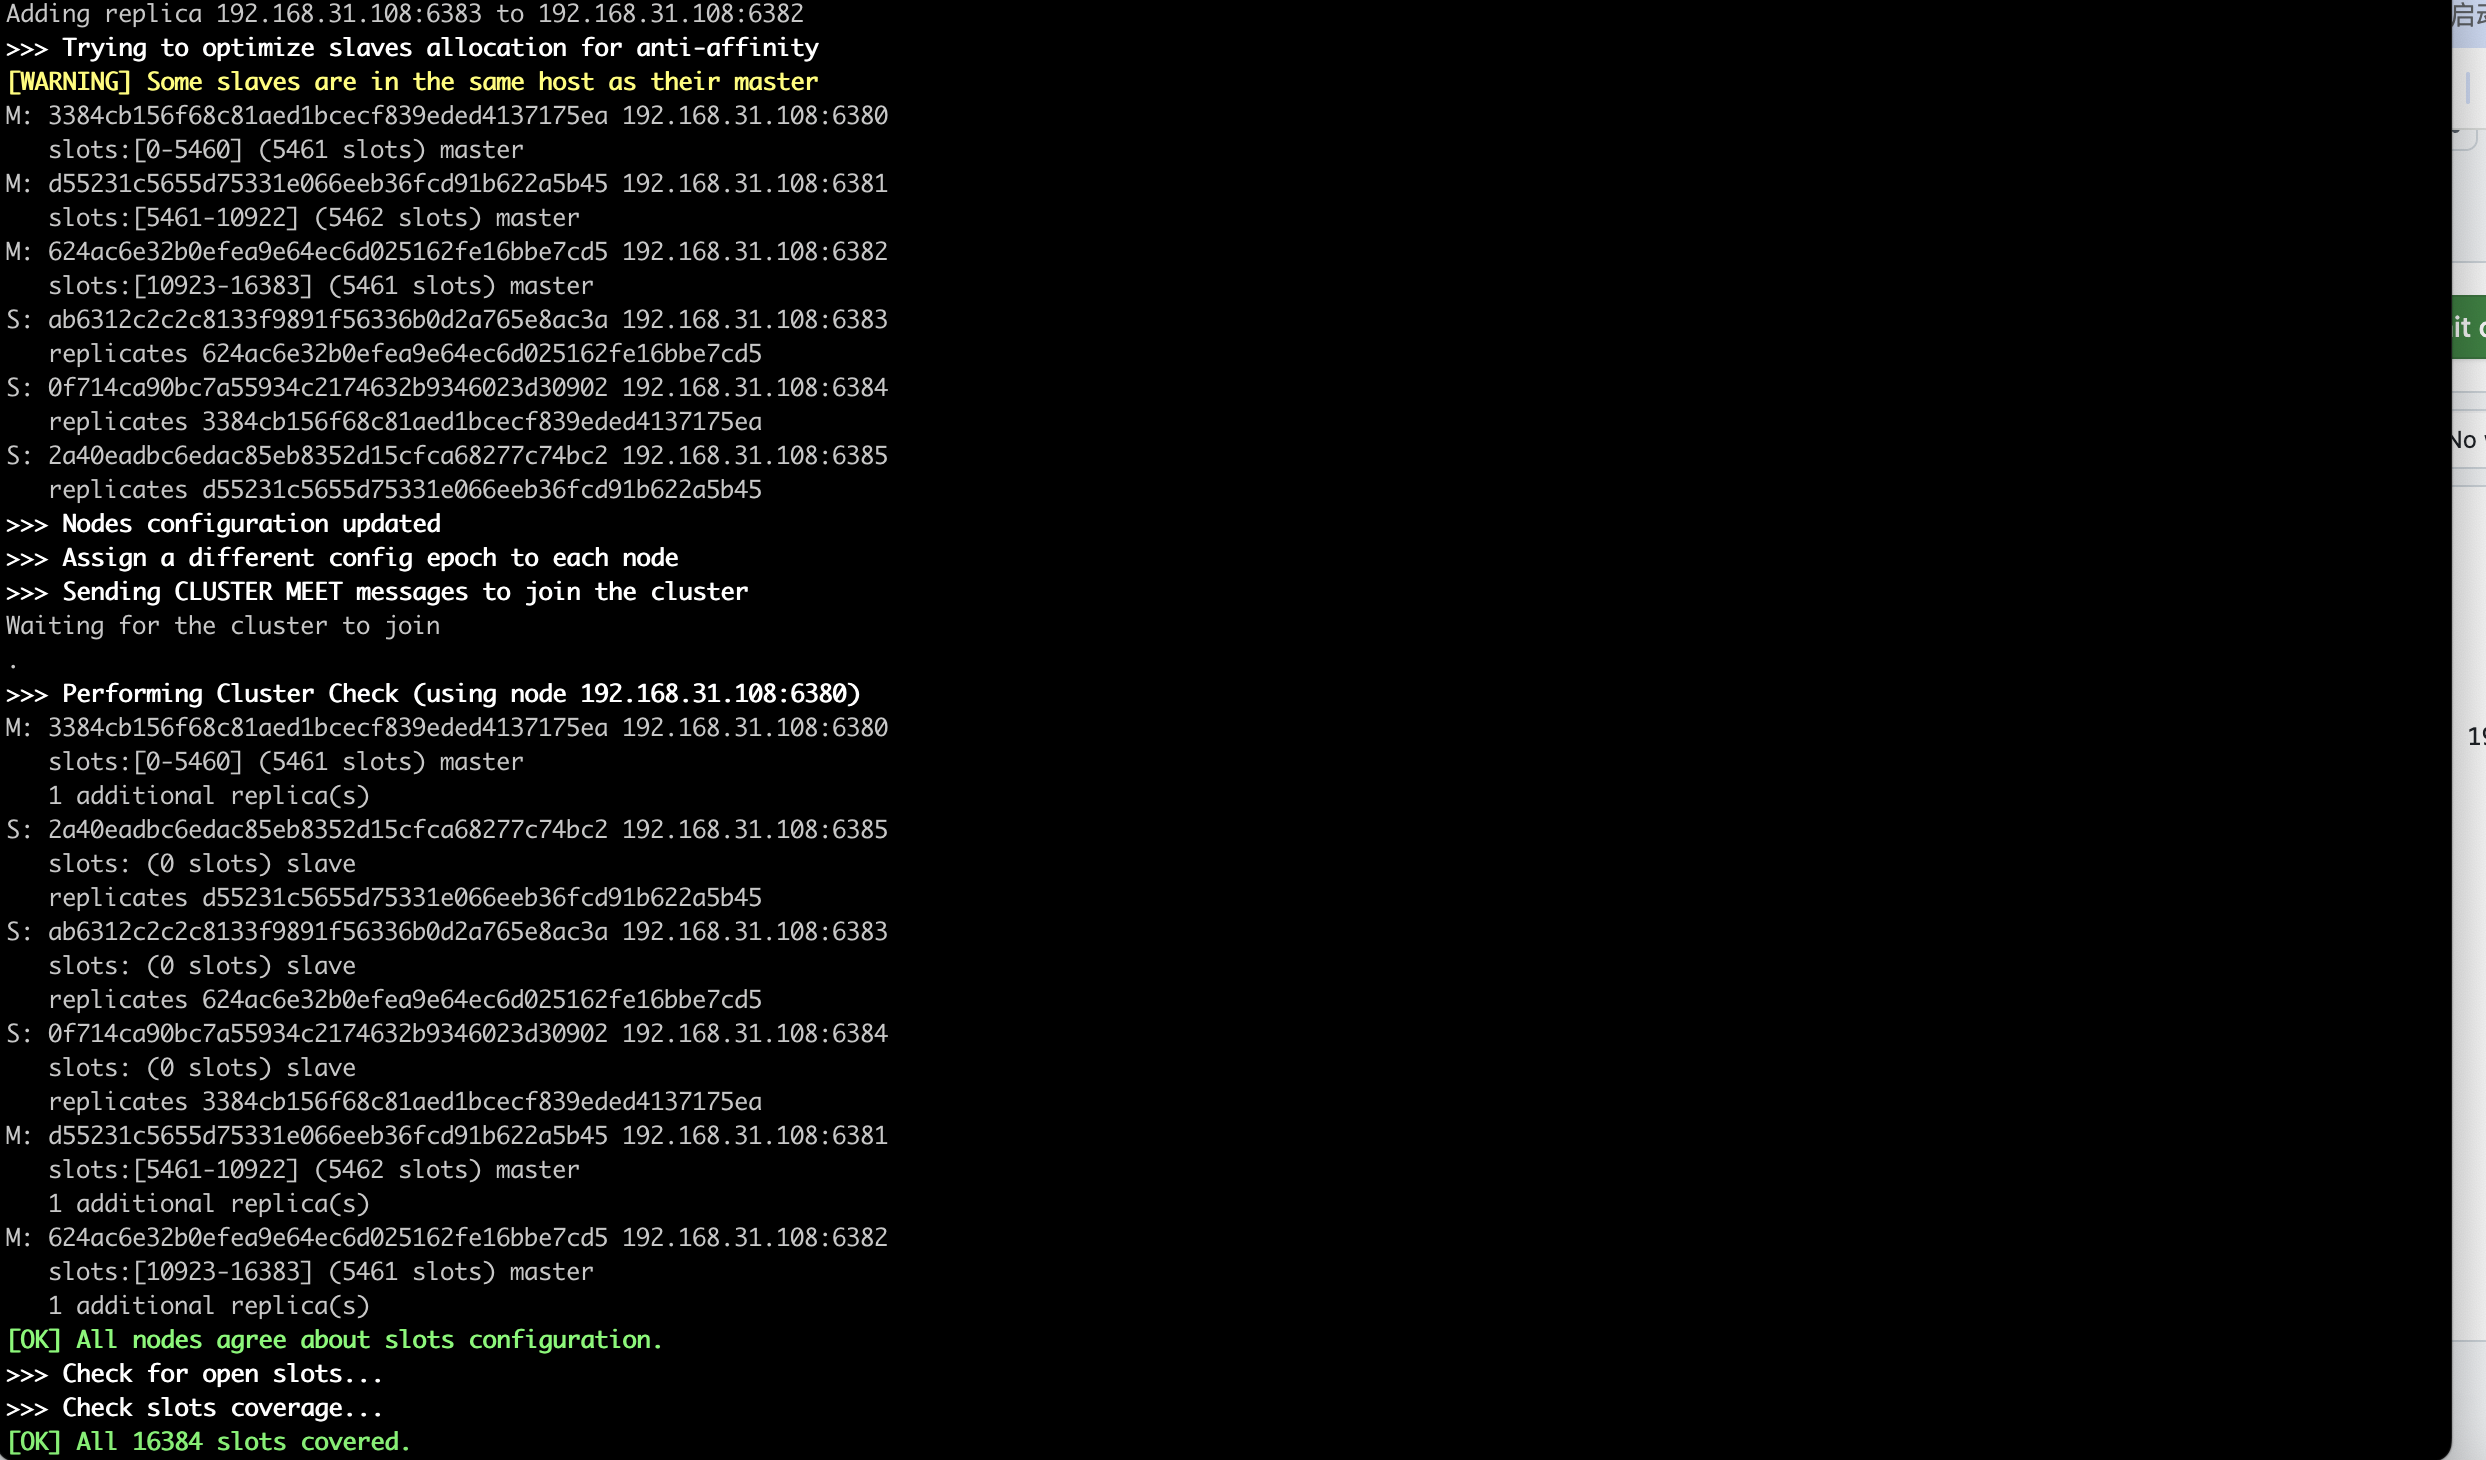 Adding replica 192.168.31.108:6383 to 192.168.31.108:6382
>>> Trying to optimize slaves allocation for anti-affinity
[WARNING] Some slaves are in the same host as their master
M: 3384cb156f68c81aed1bcecf839eded4137175ea 192.168.31.108:6380
   slots:[0-5460] (5461 slots) master
M: d55231c5655d75331e066eeb36fcd91b622a5b45 192.168.31.108:6381
   slots:[5461-10922] (5462 slots) master
M: 624ac6e32b0efea9e64ec6d025162fe16bbe7cd5 192.168.31.108:6382
   slots:[10923-16383] (5461 slots) master
S: ab6312c2c2c8133f9891f56336b0d2a765e8ac3a 192.168.31.108:6383
   replicates 624ac6e32b0efea9e64ec6d025162fe16bbe7cd5
S: 0f714ca90bc7a55934c2174632b9346023d30902 192.168.31.108:6384
   replicates 3384cb156f68c81aed1bcecf839eded4137175ea
S: 2a40eadbc6edac85eb8352d15cfca68277c74bc2 192.168.31.108:6385
   replicates d55231c5655d75331e066eeb36fcd91b622a5b45
>>> Nodes configuration updated
>>> Assign a different config epoch to each node
>>> Sending CLUSTER MEET messages to join the cluster
Waiting for the cluster to join
.
>>> Performing Cluster Check (using node 192.168.31.108:6380)
M: 3384cb156f68c81aed1bcecf839eded4137175ea 192.168.31.108:6380
   slots:[0-5460] (5461 slots) master
   1 additional replica(s)
S: 2a40eadbc6edac85eb8352d15cfca68277c74bc2 192.168.31.108:6385
   slots: (0 slots) slave
   replicates d55231c5655d75331e066eeb36fcd91b622a5b45
S: ab6312c2c2c8133f9891f56336b0d2a765e8ac3a 192.168.31.108:6383
   slots: (0 slots) slave
   replicates 624ac6e32b0efea9e64ec6d025162fe16bbe7cd5
S: 0f714ca90bc7a55934c2174632b9346023d30902 192.168.31.108:6384
   slots: (0 slots) slave
   replicates 3384cb156f68c81aed1bcecf839eded4137175ea
M: d55231c5655d75331e066eeb36fcd91b622a5b45 192.168.31.108:6381
   slots:[5461-10922] (5462 slots) master
   1 additional replica(s)
M: 624ac6e32b0efea9e64ec6d025162fe16bbe7cd5 192.168.31.108:6382
   slots:[10923-16383] (5461 slots) master
   1 additional replica(s)
[OK] All nodes agree about slots configuration.
>>> Check for open slots...
>>> Check slots coverage...
[OK] All 16384 slots covered.
启
it
No